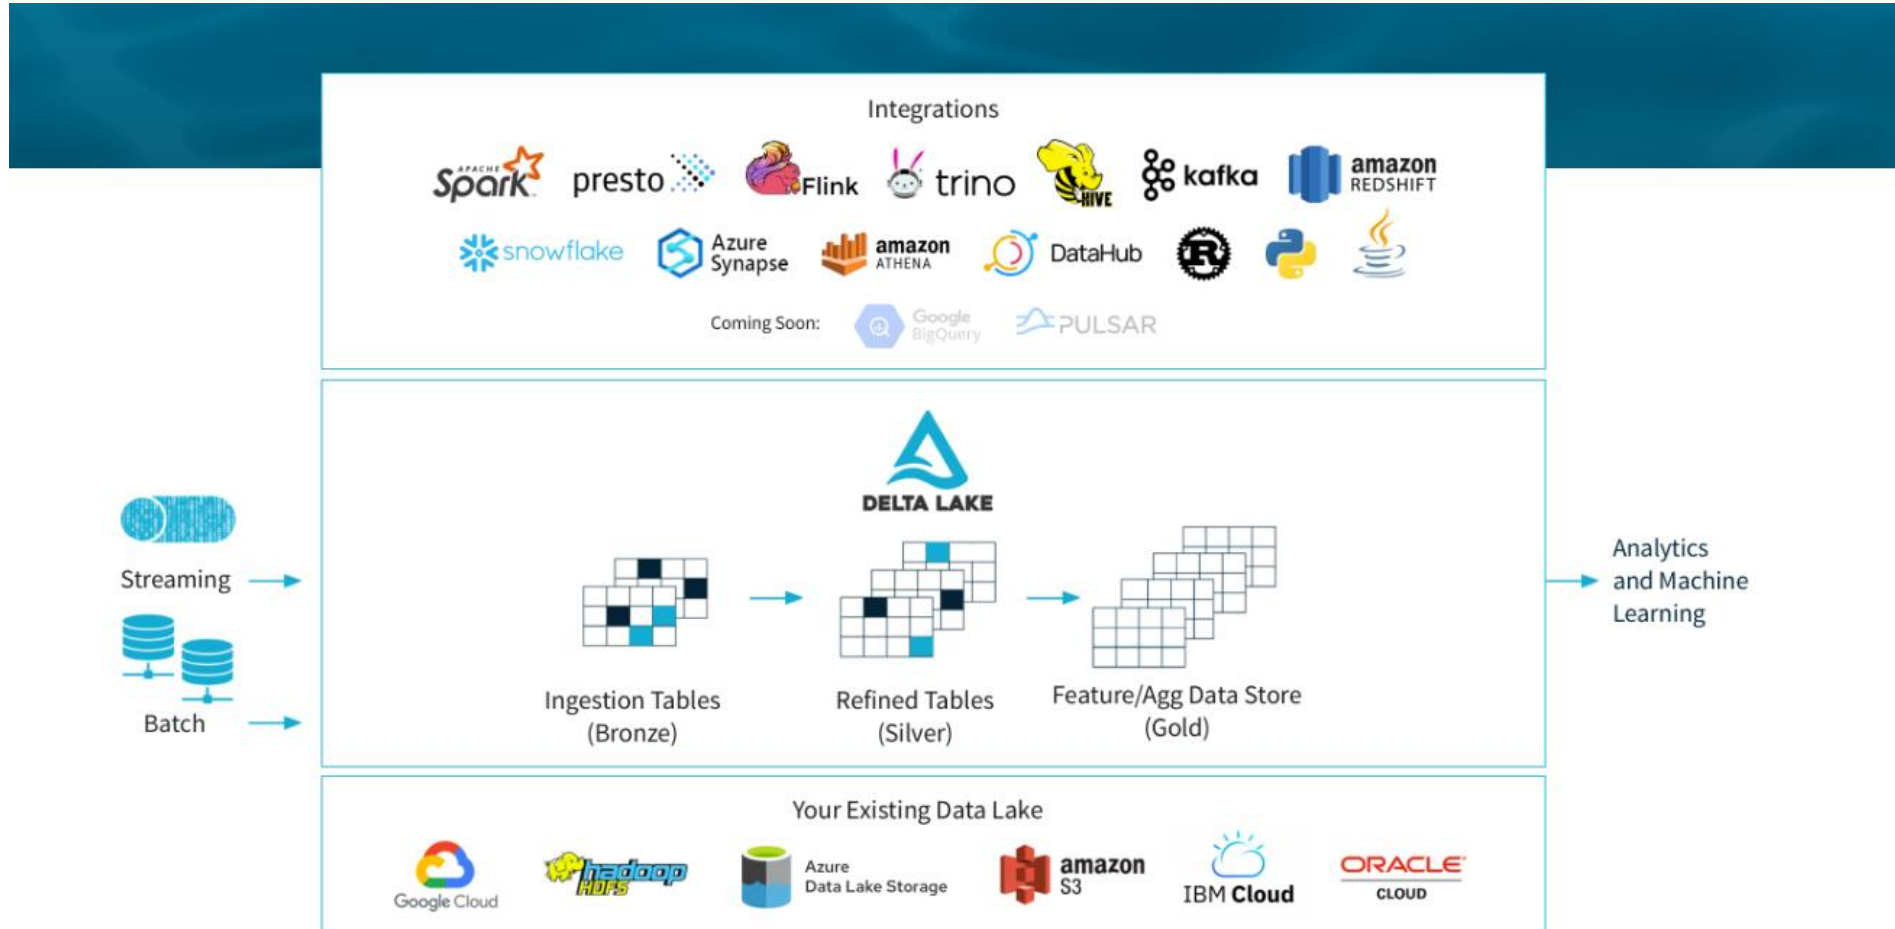 Integrations
APACHE
Spark
presto
Flink
trino
HIVE
kafka
amazon
REDSHIFT
snowflake
Azure
Synapse
amazon
ATHENA
DataHub
R
Coming Soon:
Google
BigQuery
PULSAR
DELTA LAKE
Streaming
Batch
Ingestion Tables
(Bronze)
Refined Tables
(Silver)
Feature/Agg Data Store
(Gold)
Analytics
and Machine
Learning
Your Existing Data Lake
Google Cloud
hadoop
HDFS
Azure
Data Lake Storage
amazon
S3
IBM Cloud
ORACLE
CLOUD